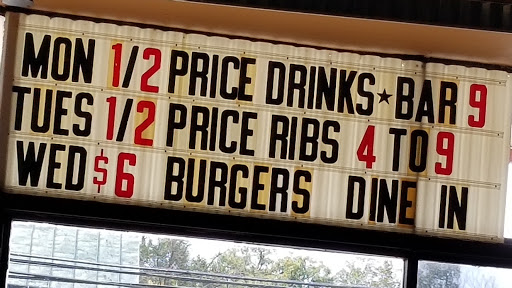 MON 1/2 PRICE DRINKS★BAR 9
TUES 1/2 PRICE RIBS 4 TO 9
WED $6 BURGERS DINE IN